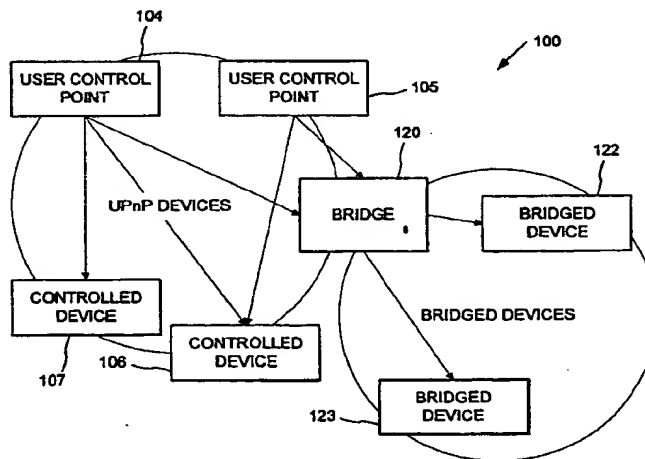 104
USER CONTROL
POINT
USER CONTROL
POINT
105
100
120
122
UPnP DEVICES
BRIDGE
BRIDGED
DEVICE
CONTROLLED
DEVICE
107
106
CONTROLLED
DEVICE
BRIDGED DEVICES
BRIDGED
DEVICE
123